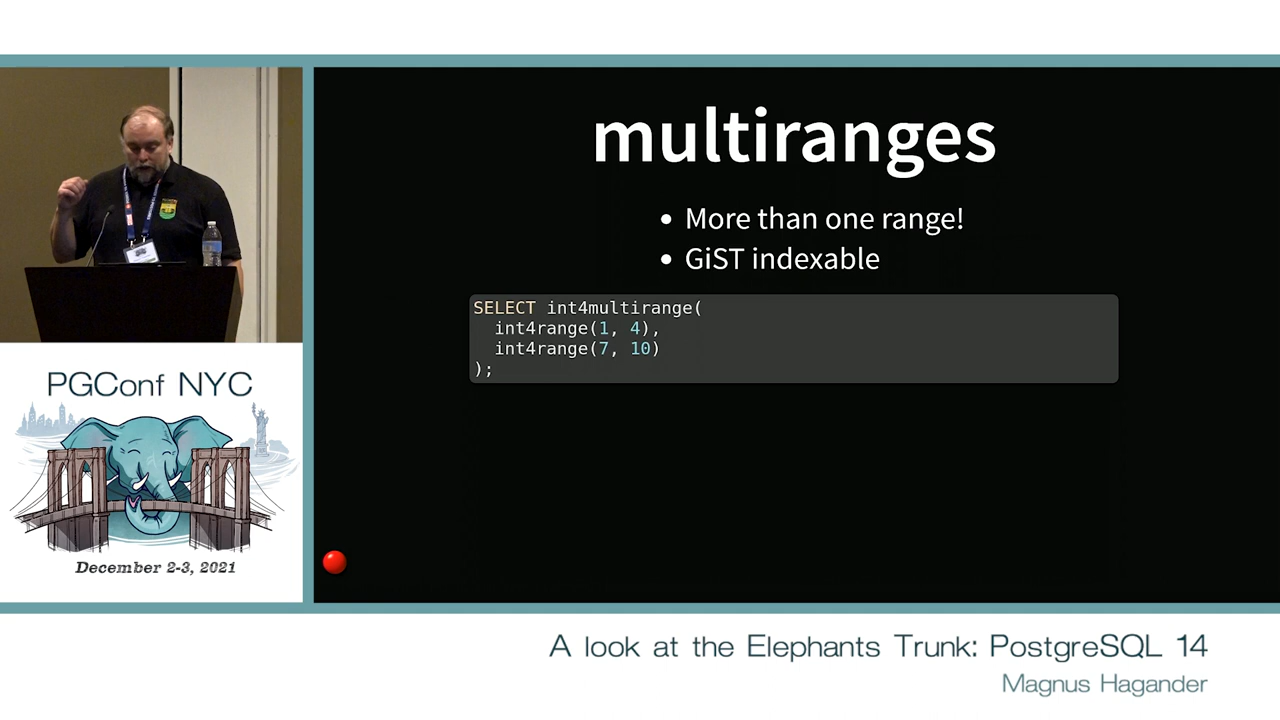 multiranges
• More than one range!
• GiST indexable
SELECT int4multirange(
  int4range(1, 4),
  int4range(7, 10)
);
PGConf NYC
December 2-3, 2021
A look at the Elephants Trunk: PostgreSQL 14
Magnus Hagander